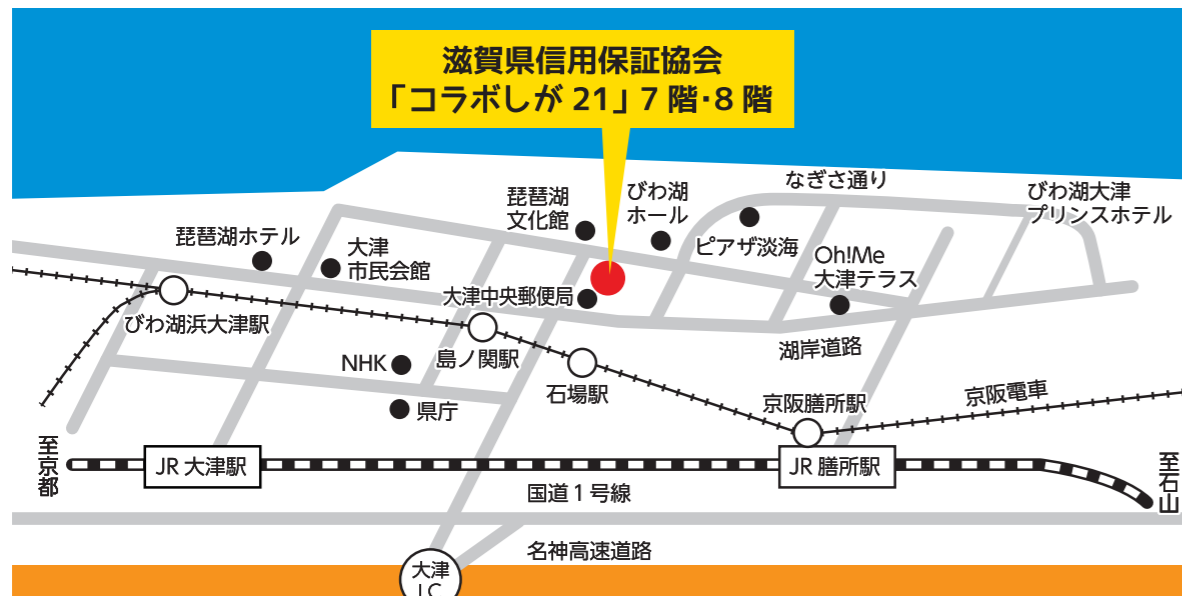 滋賀県信用保証協会
「コラボしが 21」7 階・8 階
なぎさ通り
琵琶湖
文化館
びわ湖
ホール
びわ湖大津
プリンスホテル
琵琶湖ホテル
大津
市民会館
ピアザ淡海
Oh!Me
大津テラス
大津中央郵便局
びわ湖浜大津駅
島ノ関駅
湖岸道路
NHK
石場駅
県庁
京阪膳所駅
京阪電車
至京都
JR 大津駅
JR 膳所駅
至石山
国道 1 号線
名神高速道路
大津
I.C.